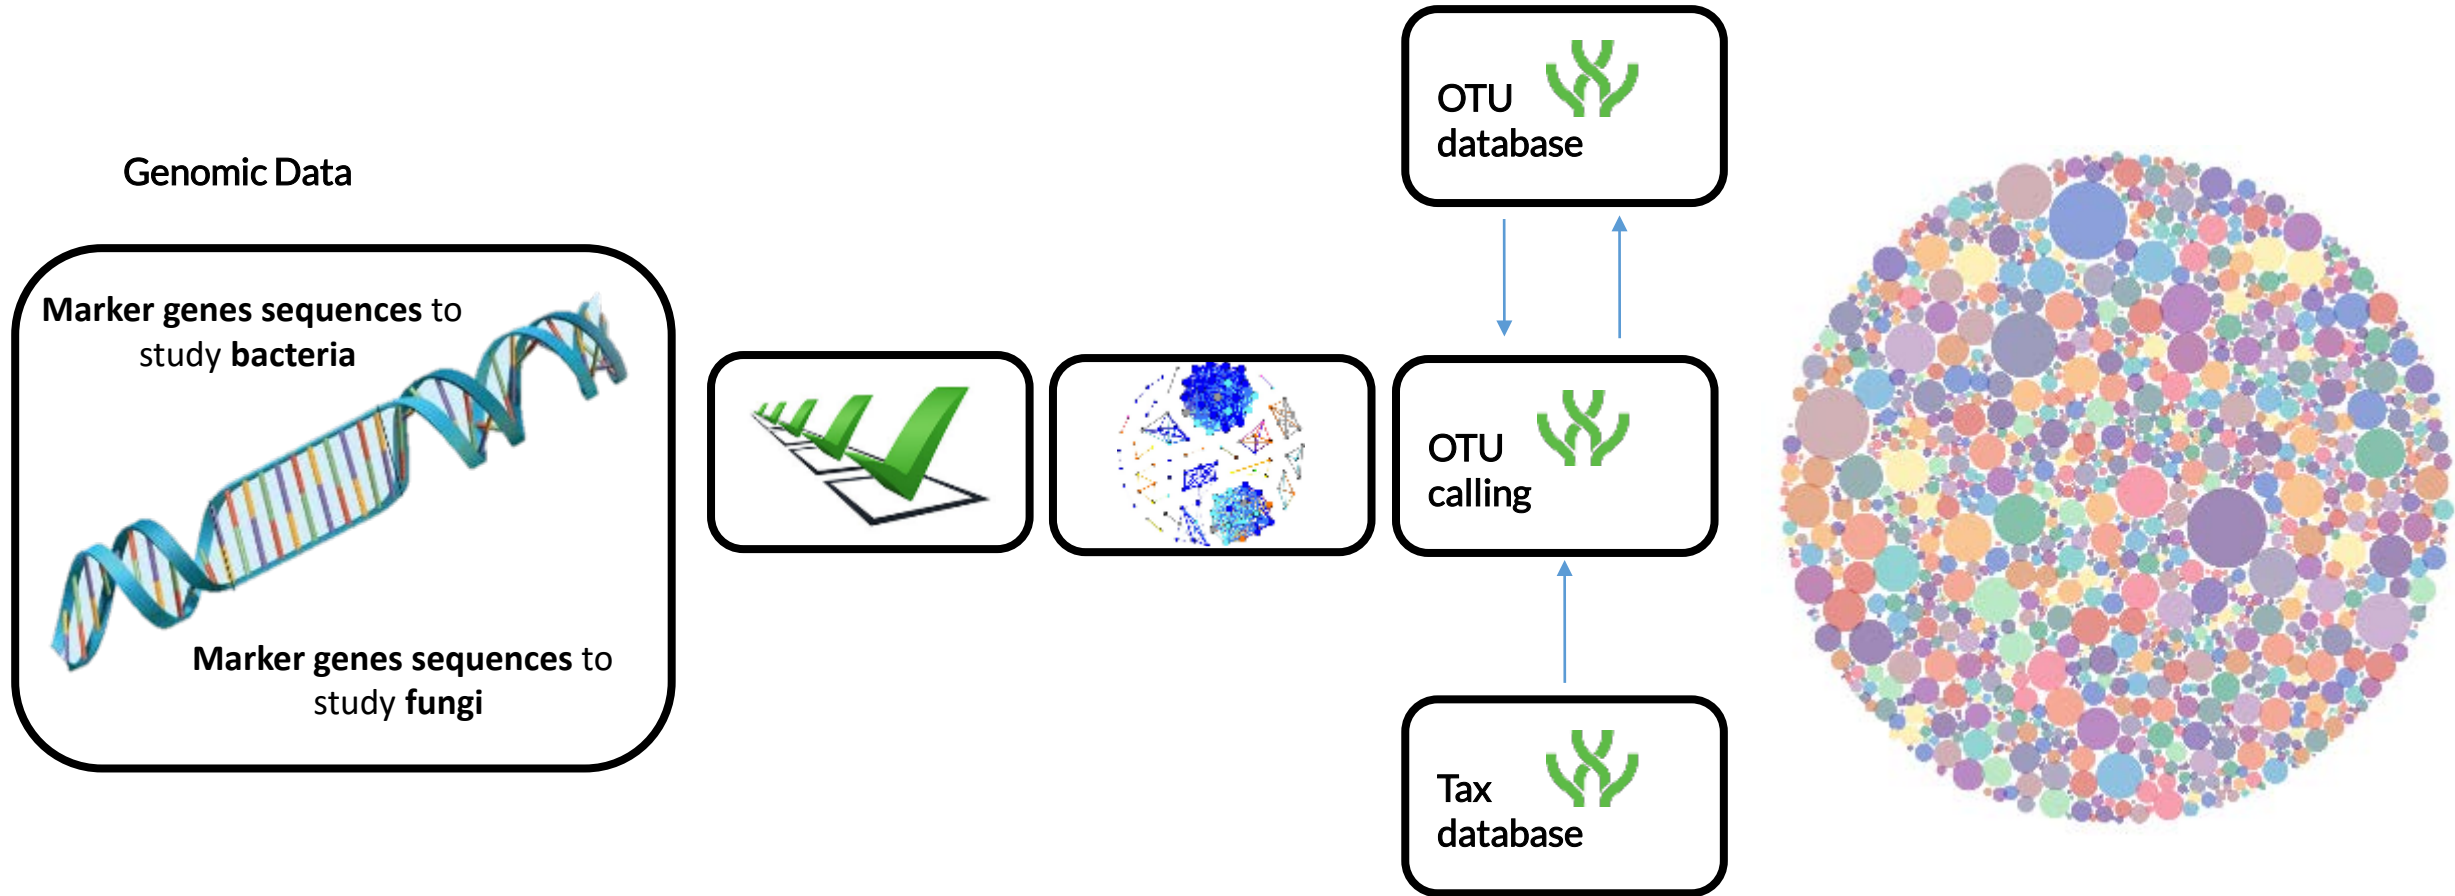 Genomic Data
Marker genes sequences to
study bacteria
Marker genes sequences to
study fungi
OTU
database
OTU
calling
Tax
database